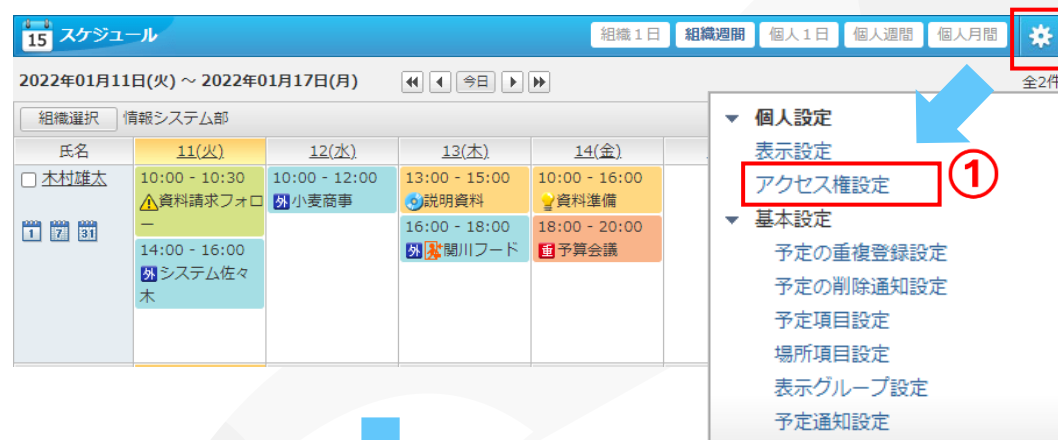 15 スケジュール 組織1日 組織週間 個人1日 個人週間 個人月間
2022年01月11日(火) ～ 2022年01月17日(月) 今日 全2件
組織選択 情報システム部
氏名 11(火) 12(水) 13(木) 14(金)
木村雄太
1 7 31
10:00 - 10:30
資料請求フォロ
ー
14:00 - 16:00
外 システム佐々
木
10:00 - 12:00
外 小麦商事
13:00 - 15:00
説明資料
16:00 - 18:00
外 関川フード
10:00 - 16:00
資料準備
18:00 - 20:00
重 予算会議
個人設定
表示設定
アクセス権設定 ①
基本設定
予定の重複登録設定
予定の削除通知設定
予定項目設定
場所項目設定
表示グループ設定
予定通知設定